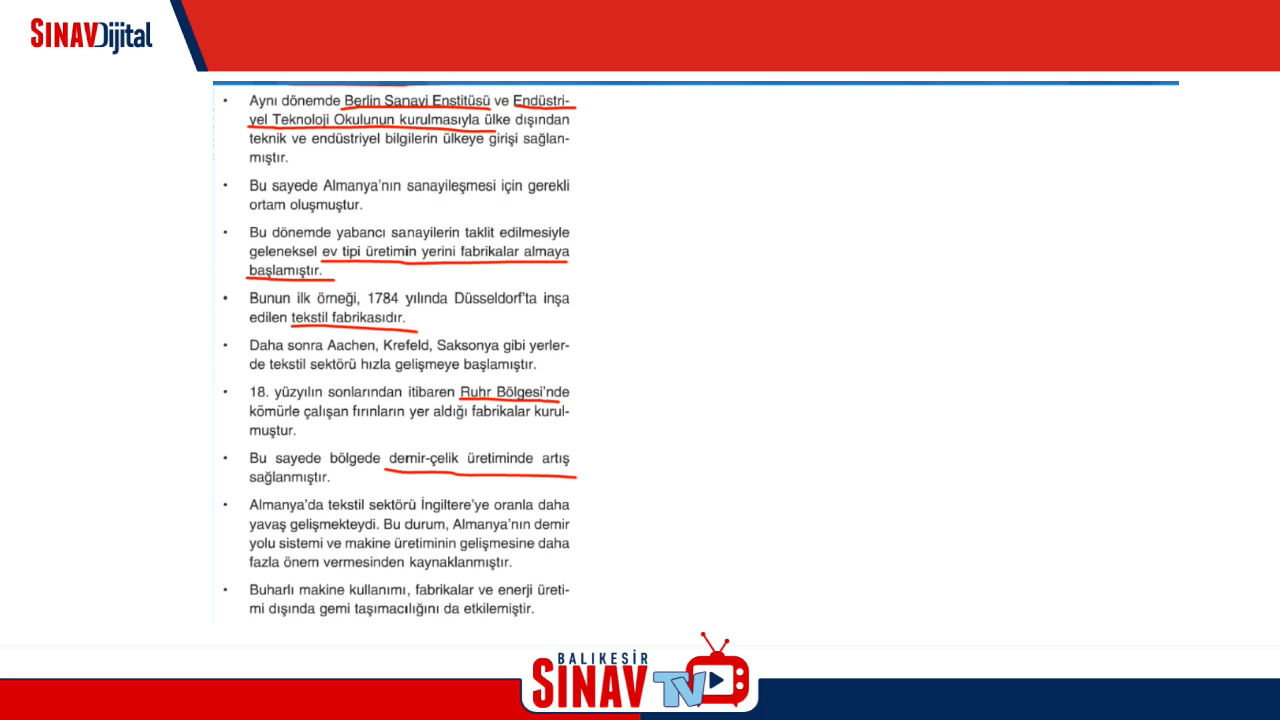 SINAVDijital
• Aynı dönemde Berlin Sanavi Enstitüsü ve Endüstri-
yel Teknoloji Okulunun kurulmasıyla ülke dışından
teknik ve endüstriyel bilgilerin ülkeye girişi sağlan-
mıştır.
• Bu sayede Almanya’nın sanayileşmesi için gerekli
ortam oluşmuştur.
• Bu dönemde yabancı sanayilerin taklit edilmesiyle
geleneksel ev tipi üretimin yerini fabrikalar almaya
başlamıştır.
• Bunun ilk örneği, 1784 yılında Düsseldorf’ta inşa
edilen tekstil fabrikasıdır.
• Daha sonra Aachen, Krefeld, Saksonya gibi yerler-
de tekstil sektörü hızla gelişmeye başlamıştır.
• 18. yüzyılın sonlarından itibaren Ruhr Bölgesi’nde
kömürle çalışan fırınların yer aldığı fabrikalar kurul-
muştur.
• Bu sayede bölgede demir-çelik üretiminde artış
sağlanmıştır.
• Almanya’da tekstil sektörü İngiltere’ye oranla daha
yavaş gelişmekteydi. Bu durum, Almanya’nın demir
yolu sistemi ve makine üretiminin gelişmesine daha
fazla önem vermesinden kaynaklanmıştır.
• Buharlı makine kullanımı, fabrikalar ve enerji üreti-
mi dışında gemi taşımacılığını da etkilemiştir.
BALIKESİR
SINAV TV